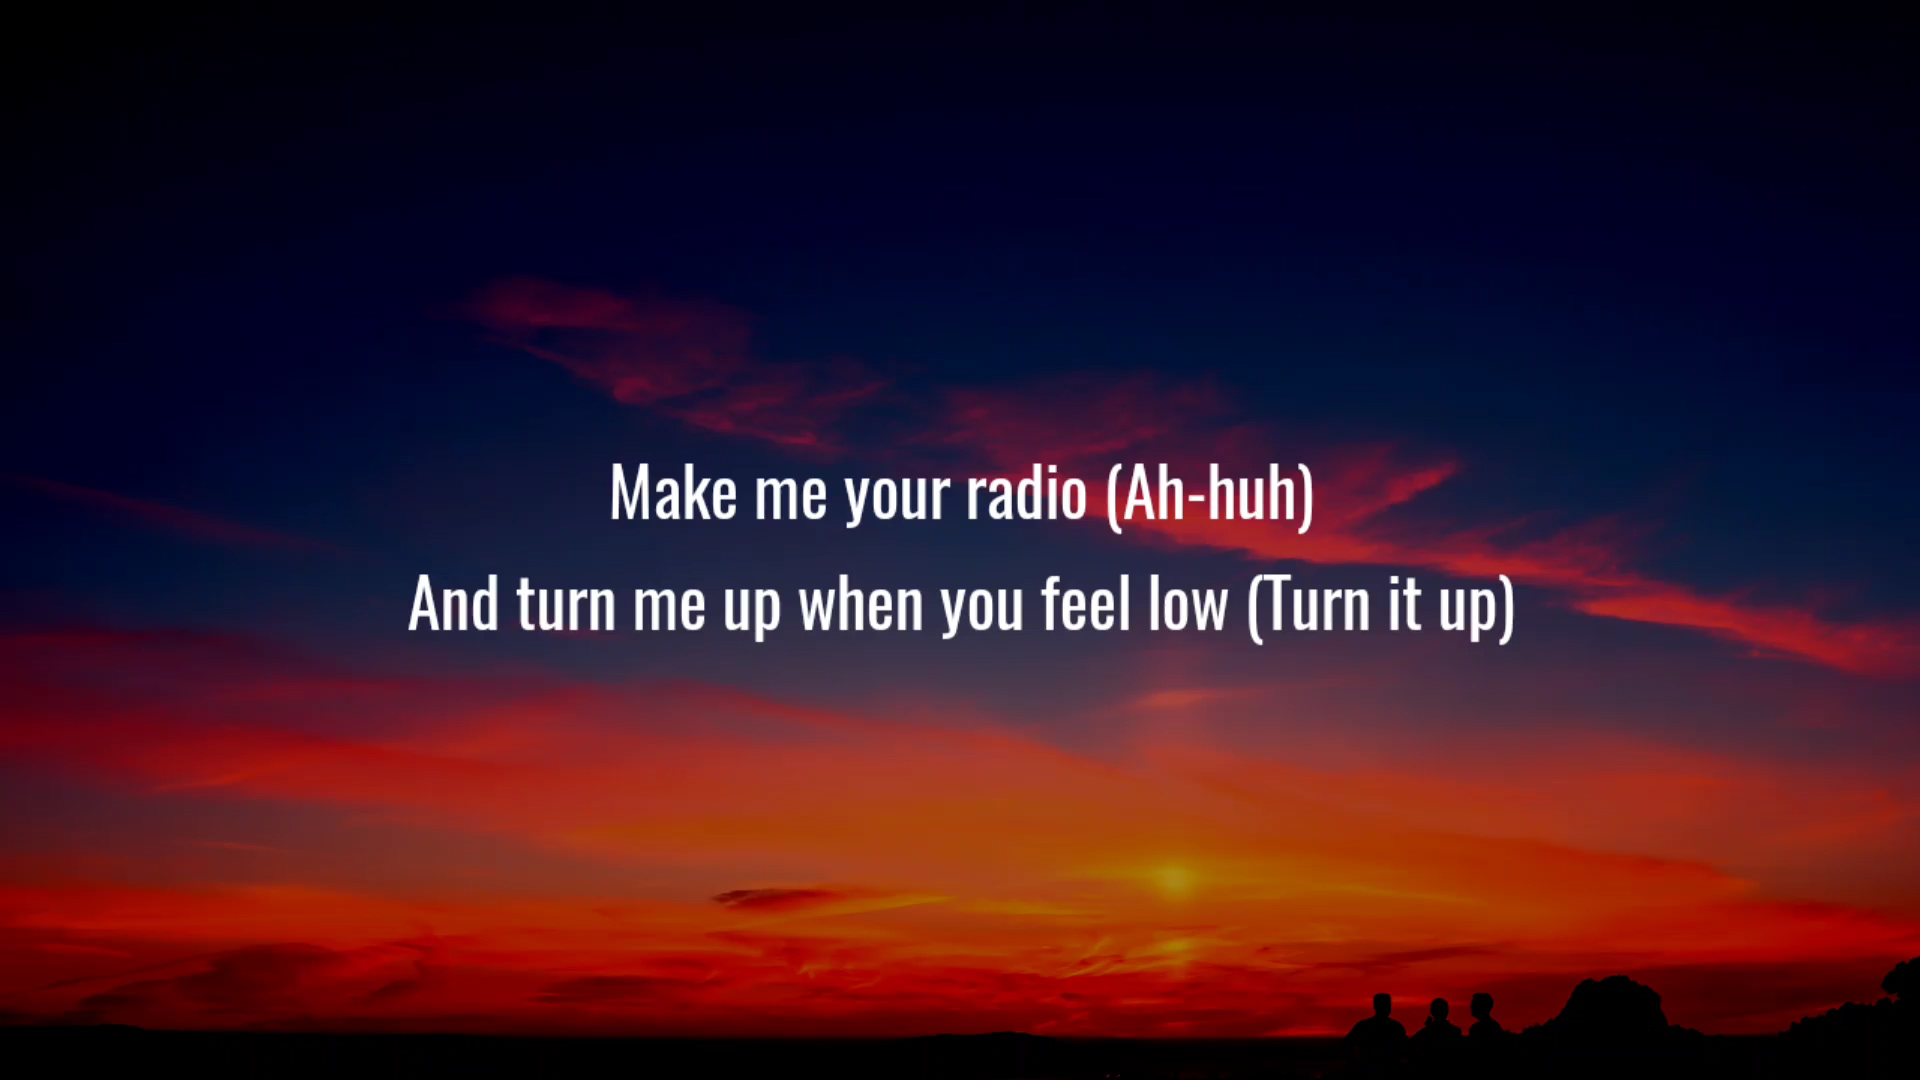 Make me your radio (Ah-huh)
And turn me up when you feel low (Turn it up)